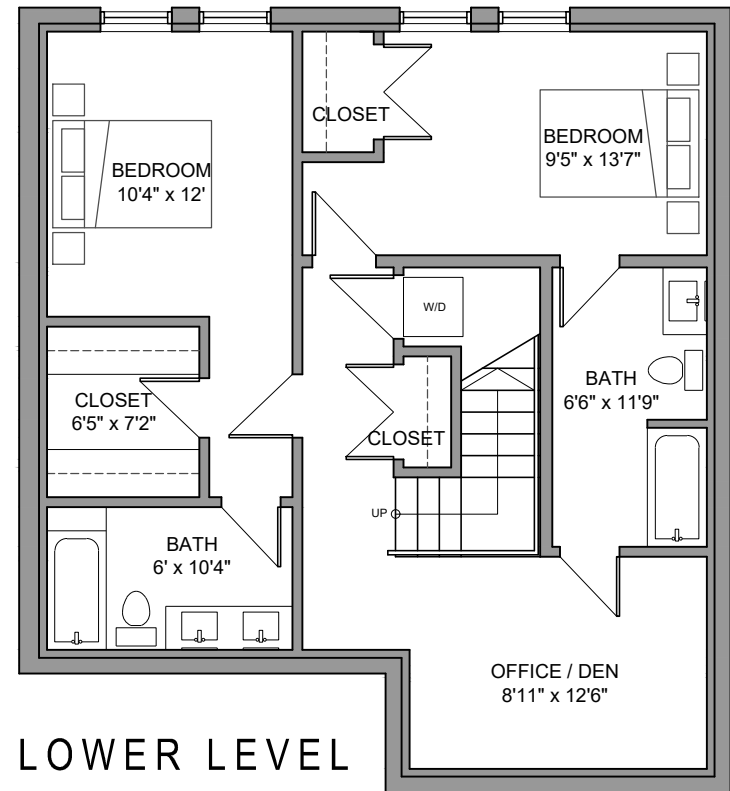 CLOSET
BEDROOM
10'4" x 12'
BEDROOM
9'5" x 13'7"
W/D
CLOSET
6'5" x 7'2"
CLOSET
BATH
6'6" x 11'9"
UP
BATH
6' x 10'4"
OFFICE / DEN
8'11" x 12'6"
LOWER LEVEL